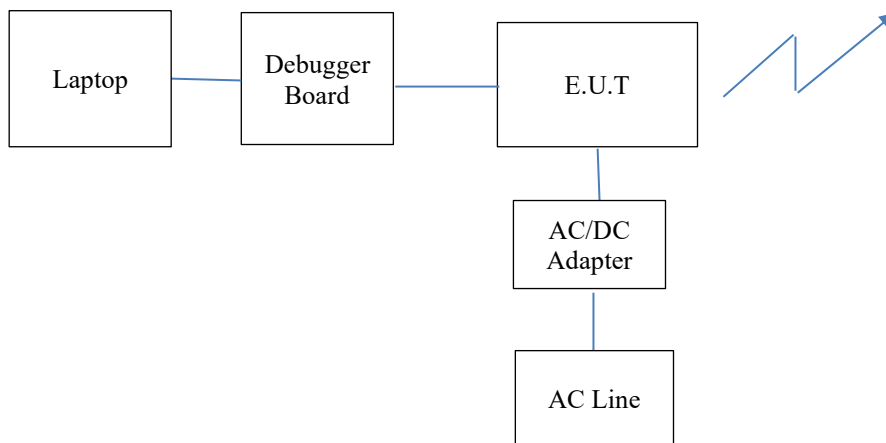 Laptop
Debugger
Board
E.U.T
AC/DC
Adapter
AC Line